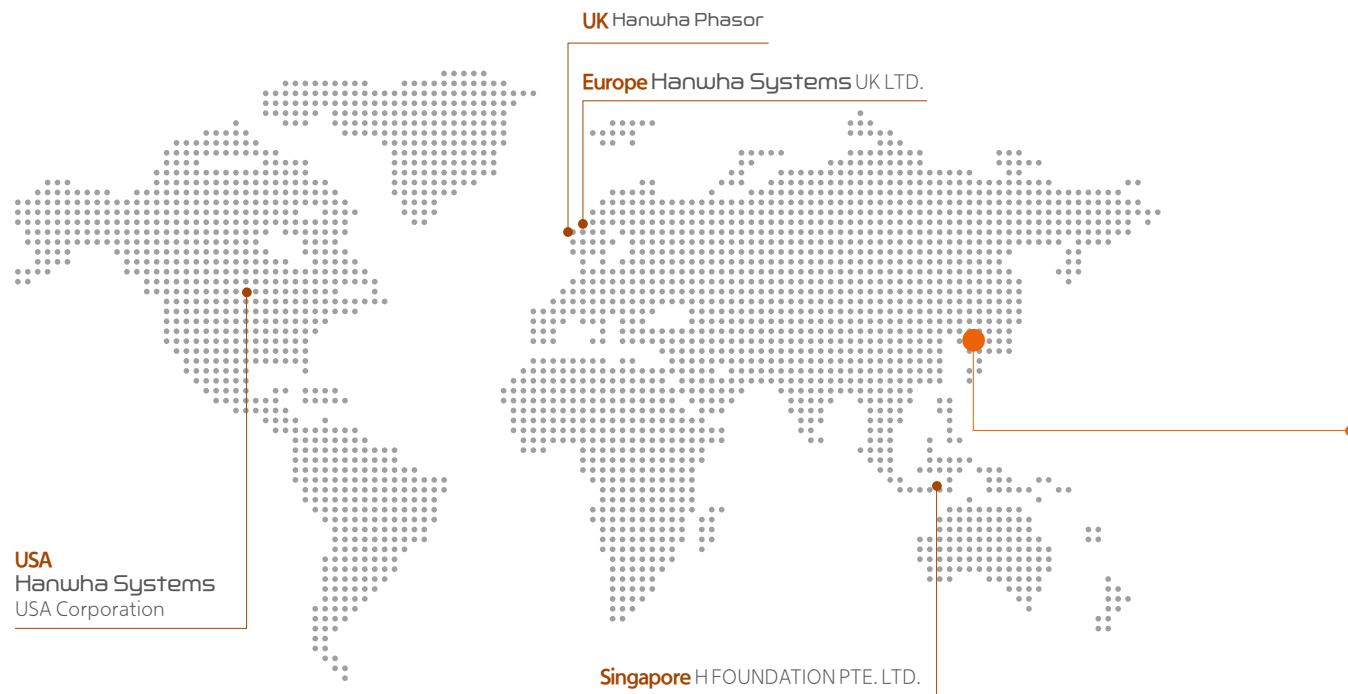 UK Hanwha Phasor
Europe Hanwha Systems UK LTD.
USA
Hanwha Systems
USA Corporation
Singapore H FOUNDATION PTE. LTD.